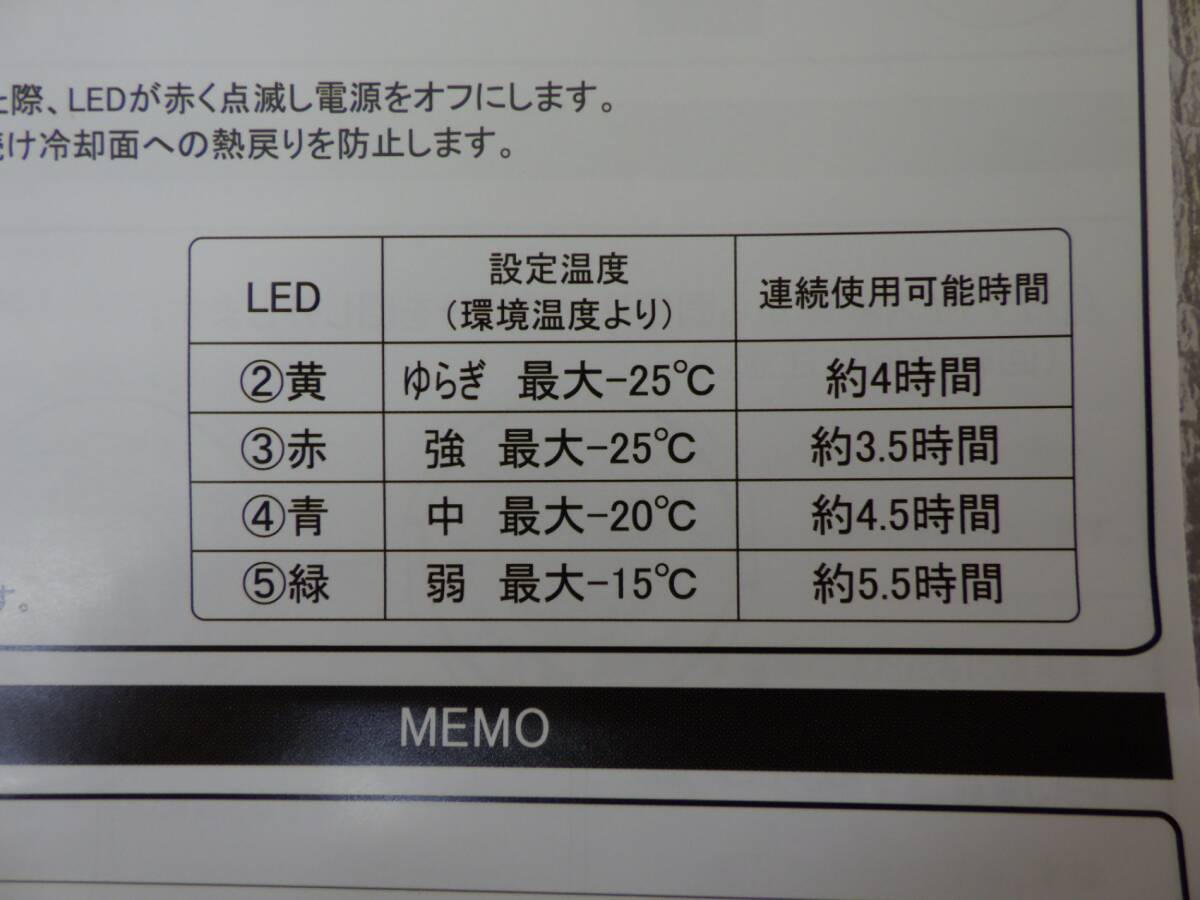 際、LEDが赤く点滅し電源をオフにします。
け冷却面への熱戻りを防止します。
LED 設定温度(環境温度より) 連続使用可能時間
②黄 ゆらぎ 最大-25℃ 約4時間
③赤 強 最大-25℃ 約3.5時間
④青 中 最大-20℃ 約4.5時間
⑤緑 弱 最大-15℃ 約5.5時間
す。
MEMO